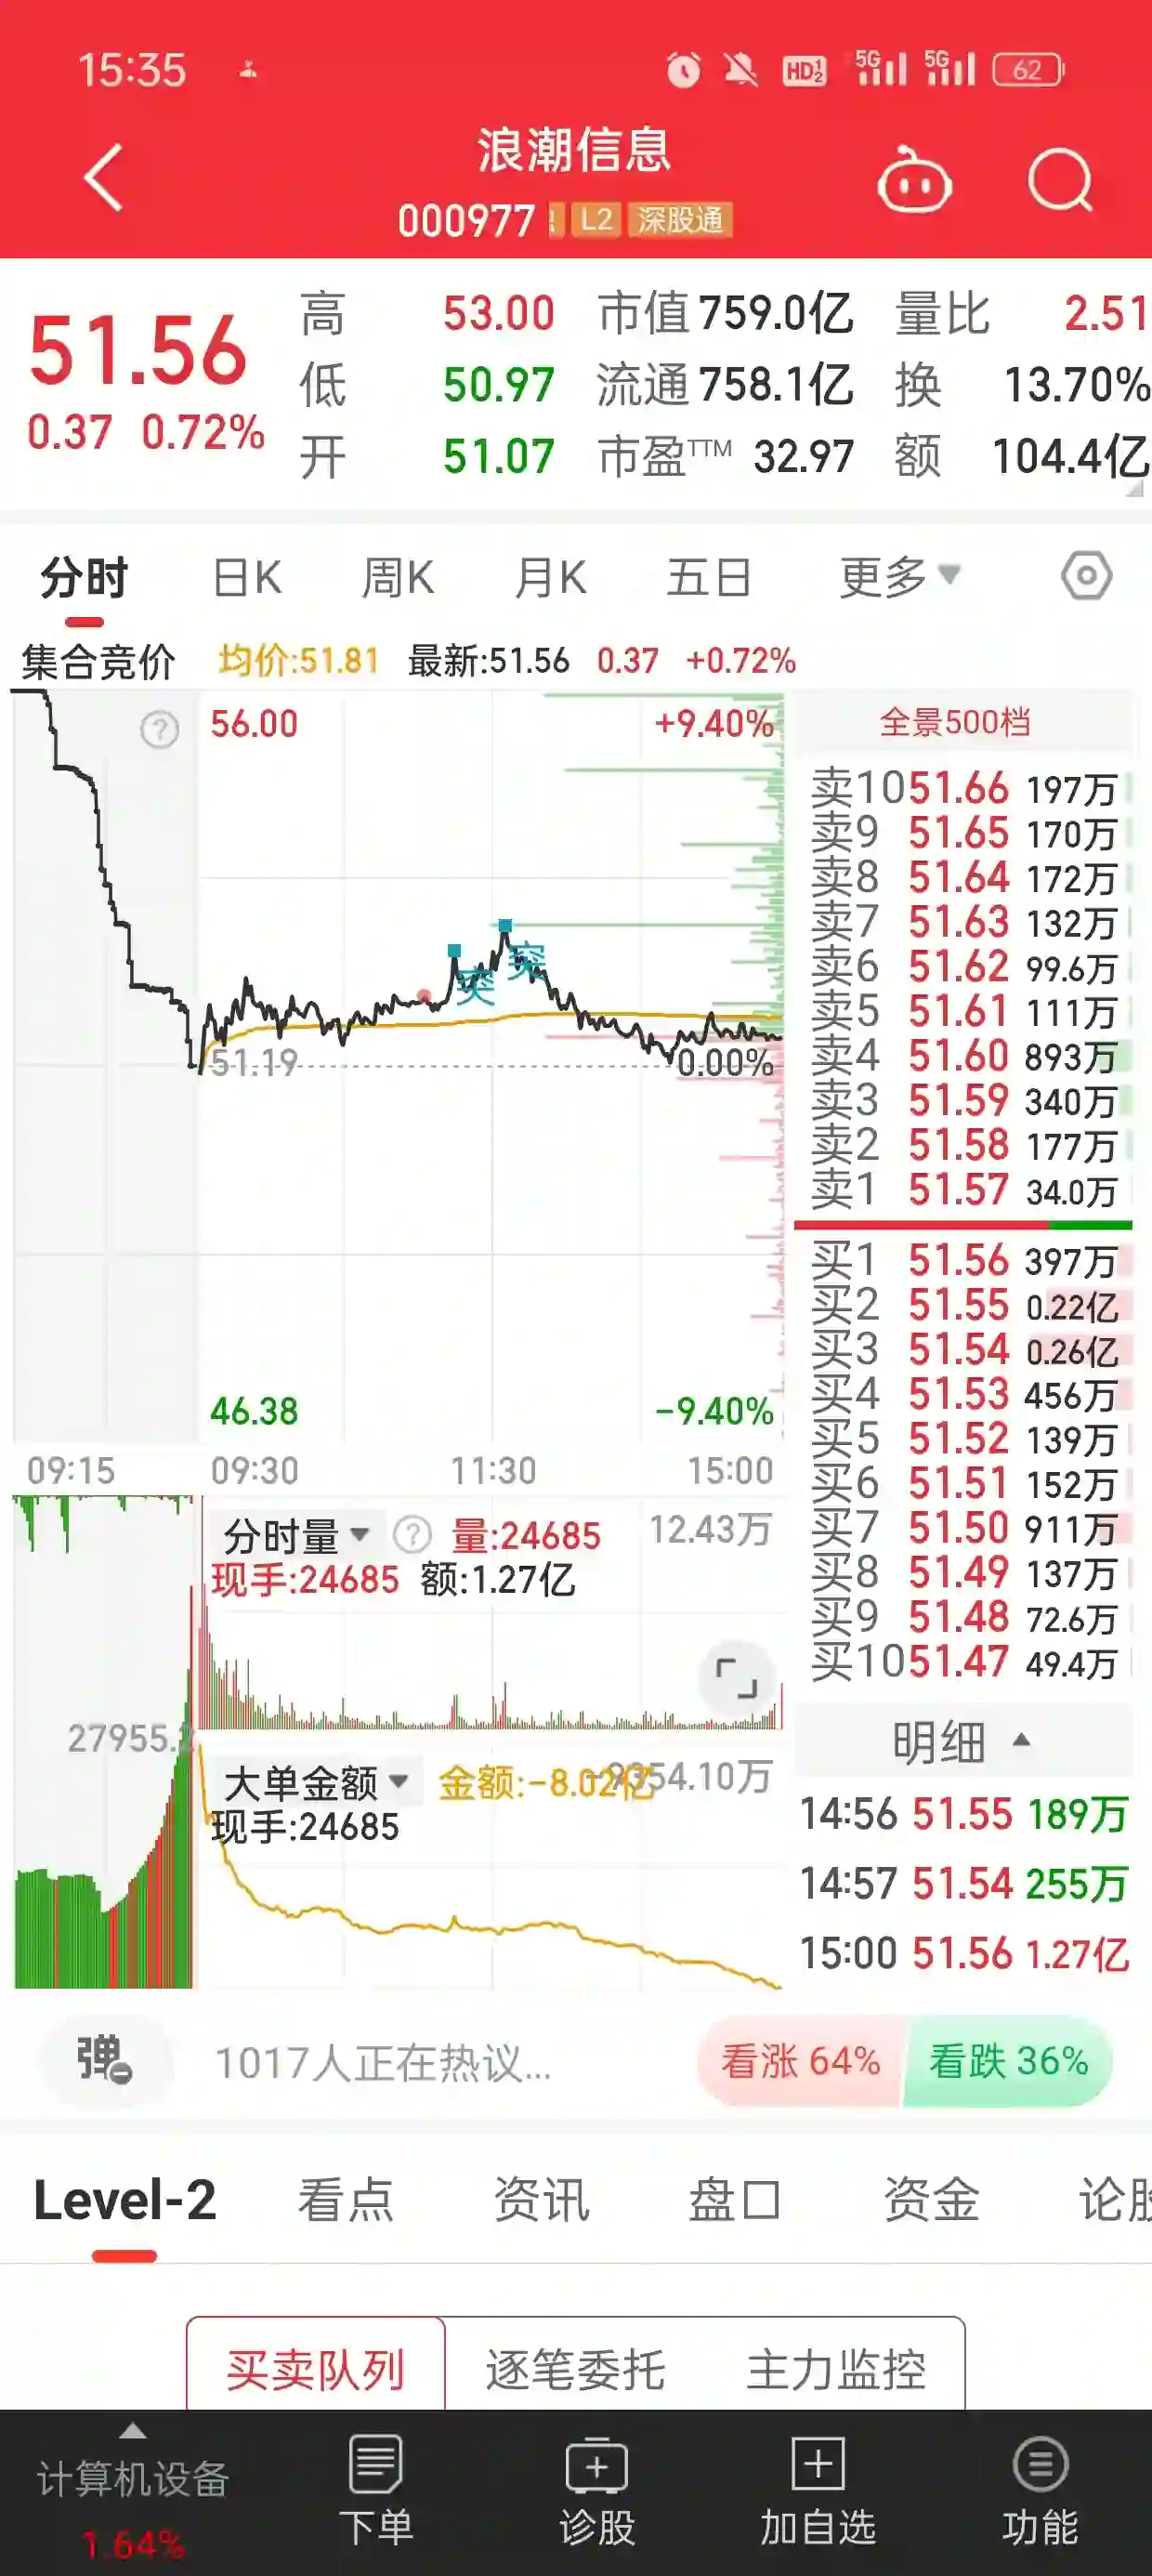 15:35
HD 1 2 5G 5G 62
浪潮信息
000977 L2 深股通
51.56
0.37 0.72%
高 53.00 市值 759.0亿 量比 2.51
低 50.97 流通 758.1亿 换 13.70%
开 51.07 市盈TTM 32.97 额 104.4亿
分时 日K 周K 月K 五日 更多
集合竞价 均价:51.81 最新:51.56 0.37 +0.72%
56.00 +9.40%
突 突
51.19 0.00%
46.38 -9.40%
09:15 09:30 11:30 15:00
分时量 ? 量:24685 12.43万
现手:24685 额:1.27亿
27955.
大单金额 金额:-8.02亿 -9354.10万
现手:24685
全景500档
卖10 51.66 197万
卖9 51.65 170万
卖8 51.64 172万
卖7 51.63 132万
卖6 51.62 99.6万
卖5 51.61 111万
卖4 51.60 893万
卖3 51.59 340万
卖2 51.58 177万
卖1 51.57 34.0万
买1 51.56 397万
买2 51.55 0.22亿
买3 51.54 0.26亿
买4 51.53 456万
买5 51.52 139万
买6 51.51 152万
买7 51.50 911万
买8 51.49 137万
买9 51.48 72.6万
买10 51.47 49.4万
明细
14:56 51.55 189万
14:57 51.54 255万
15:00 51.56 1.27亿
弹 1017人正在热议... 看涨 64% 看跌 36%
Level-2 看点 资讯 盘口 资金 论股
买卖队列 逐笔委托 主力监控
计算机设备
1.64%
下单 诊股 加自选 功能